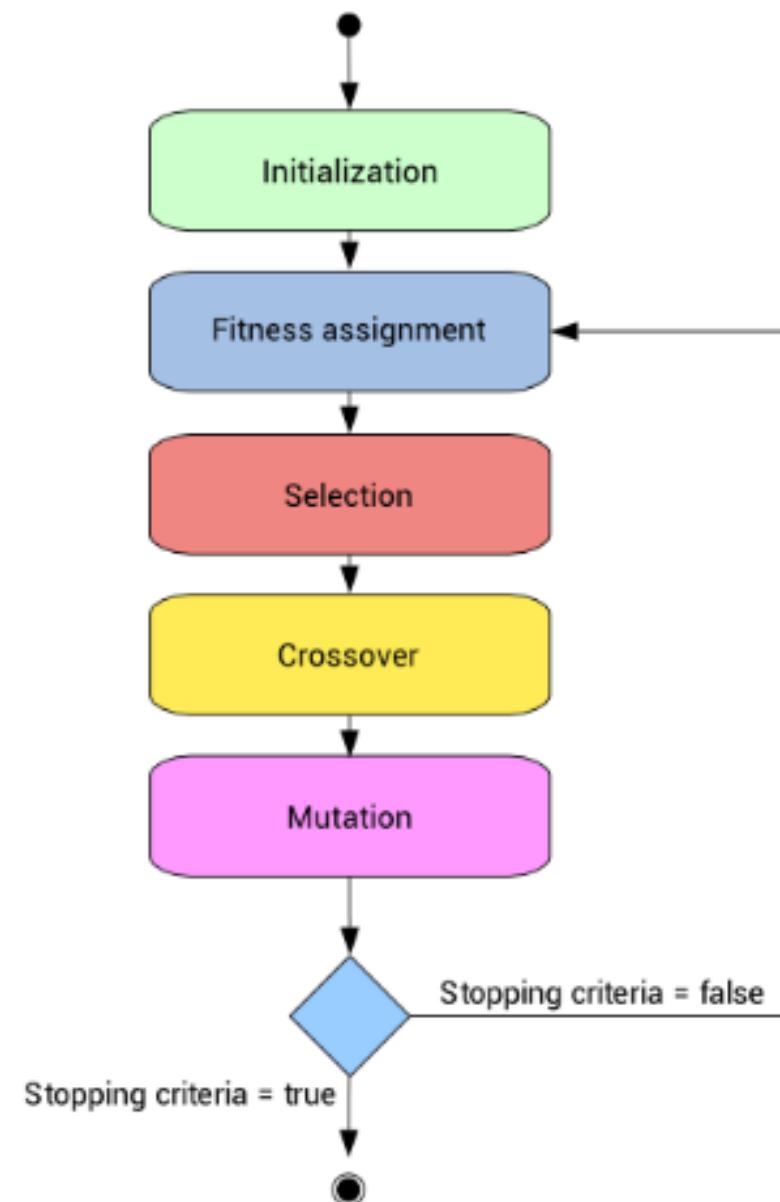 Initialization
Fitness assignment
Selection
Crossover
Mutation
Stopping criteria = false
Stopping criteria = true